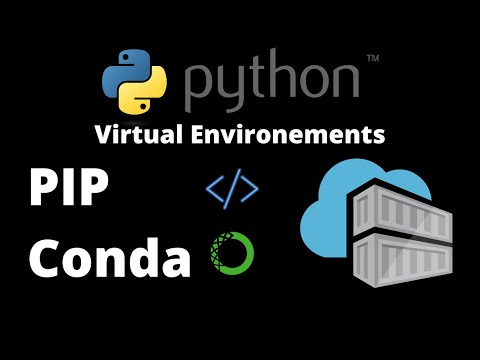 python™
Virtual Environements
PIP
</>
Conda